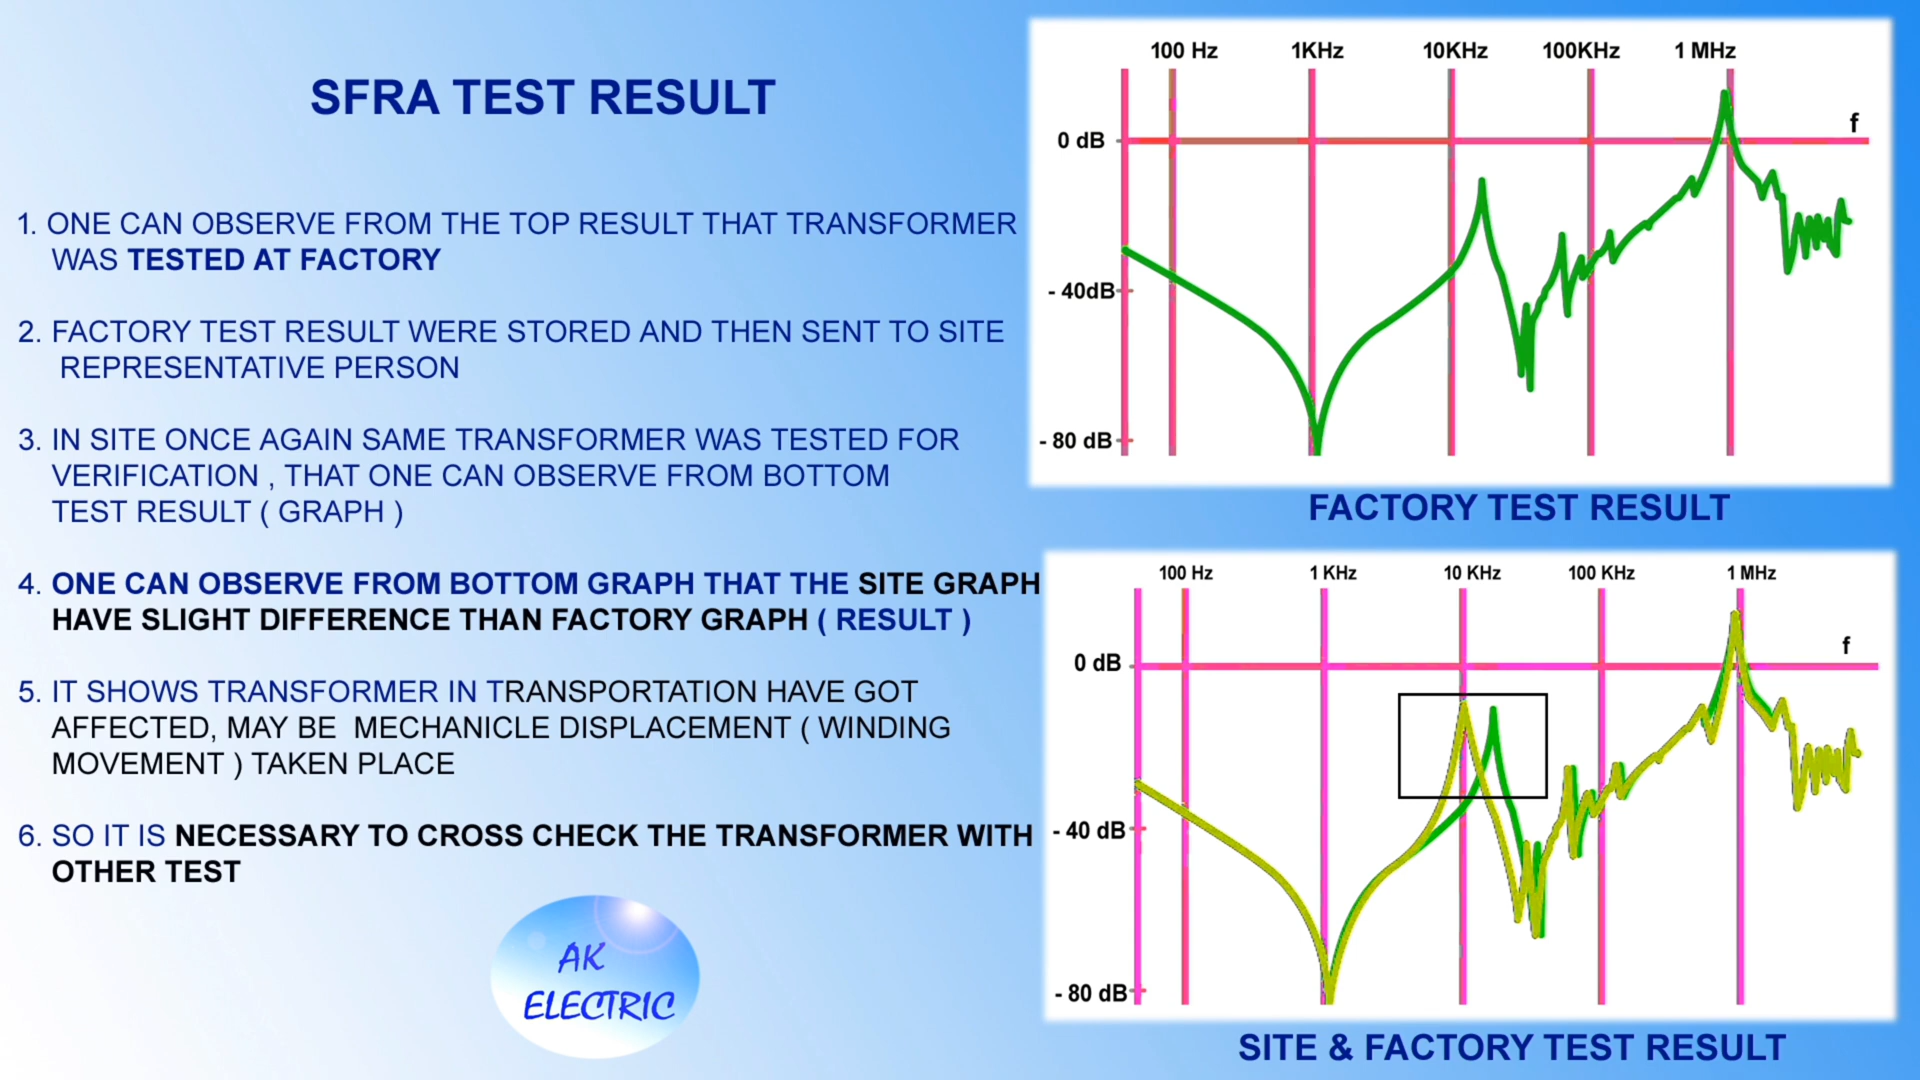 SFRA TEST RESULT
1. ONE CAN OBSERVE FROM THE TOP RESULT THAT TRANSFORMER
WAS TESTED AT FACTORY
2. FACTORY TEST RESULT WERE STORED AND THEN SENT TO SITE
REPRESENTATIVE PERSON
3. IN SITE ONCE AGAIN SAME TRANSFORMER WAS TESTED FOR
VERIFICATION , THAT ONE CAN OBSERVE FROM BOTTOM
TEST RESULT ( GRAPH )
4. ONE CAN OBSERVE FROM BOTTOM GRAPH THAT THE SITE GRAPH
HAVE SLIGHT DIFFERENCE THAN FACTORY GRAPH ( RESULT )
5. IT SHOWS TRANSFORMER IN TRANSPORTATION HAVE GOT
AFFECTED, MAY BE MECHANICLE DISPLACEMENT ( WINDING
MOVEMENT ) TAKEN PLACE
6. SO IT IS NECESSARY TO CROSS CHECK THE TRANSFORMER WITH
OTHER TEST
AK
ELECTRIC
100 Hz 1KHz 10KHz 100KHz 1 MHz
f
0 dB
- 40dB
- 80 dB
FACTORY TEST RESULT
100 Hz 1 KHz 10 KHz 100 KHz 1 MHz
f
0 dB
- 40 dB
- 80 dB
SITE & FACTORY TEST RESULT